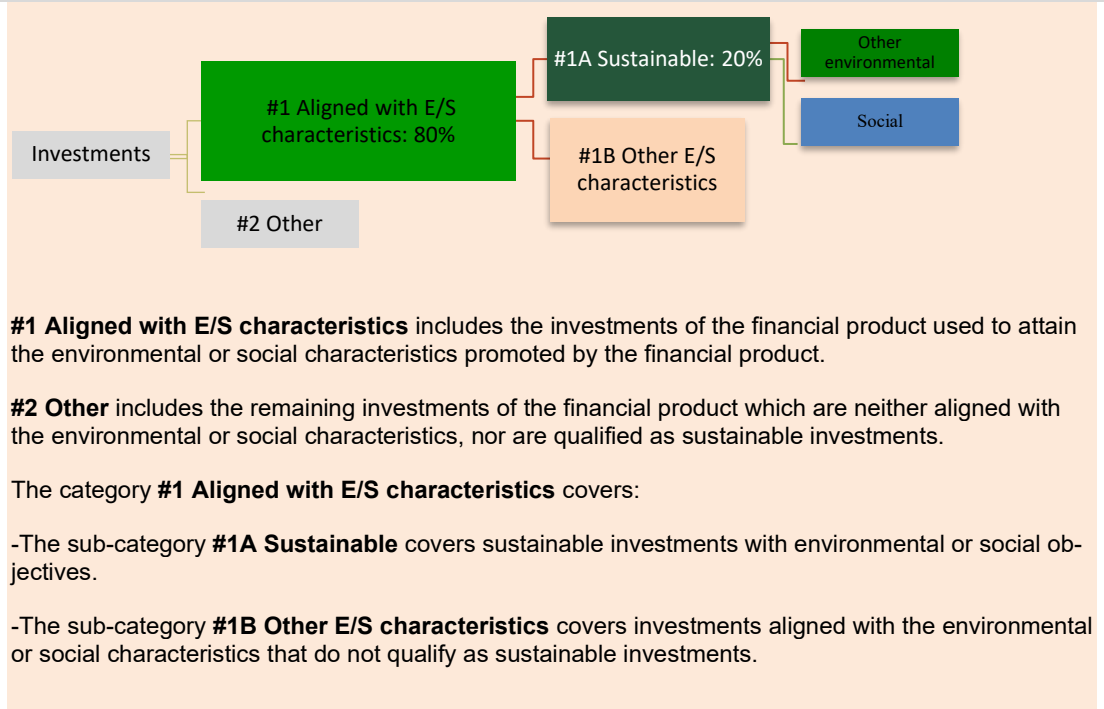 Investments
#1 Aligned with E/S
characteristics: 80%
#2 Other
#1A Sustainable: 20%
#1B Other E/S
characteristics
Other
environmental
Social
#1 Aligned with E/S characteristics includes the investments of the financial product used to attain
the environmental or social characteristics promoted by the financial product.
#2 Other includes the remaining investments of the financial product which are neither aligned with
the environmental or social characteristics, nor are qualified as sustainable investments.
The category #1 Aligned with E/S characteristics covers:
-The sub-category #1A Sustainable covers sustainable investments with environmental or social ob-
jectives.
-The sub-category #1B Other E/S characteristics covers investments aligned with the environmental
or social characteristics that do not qualify as sustainable investments.